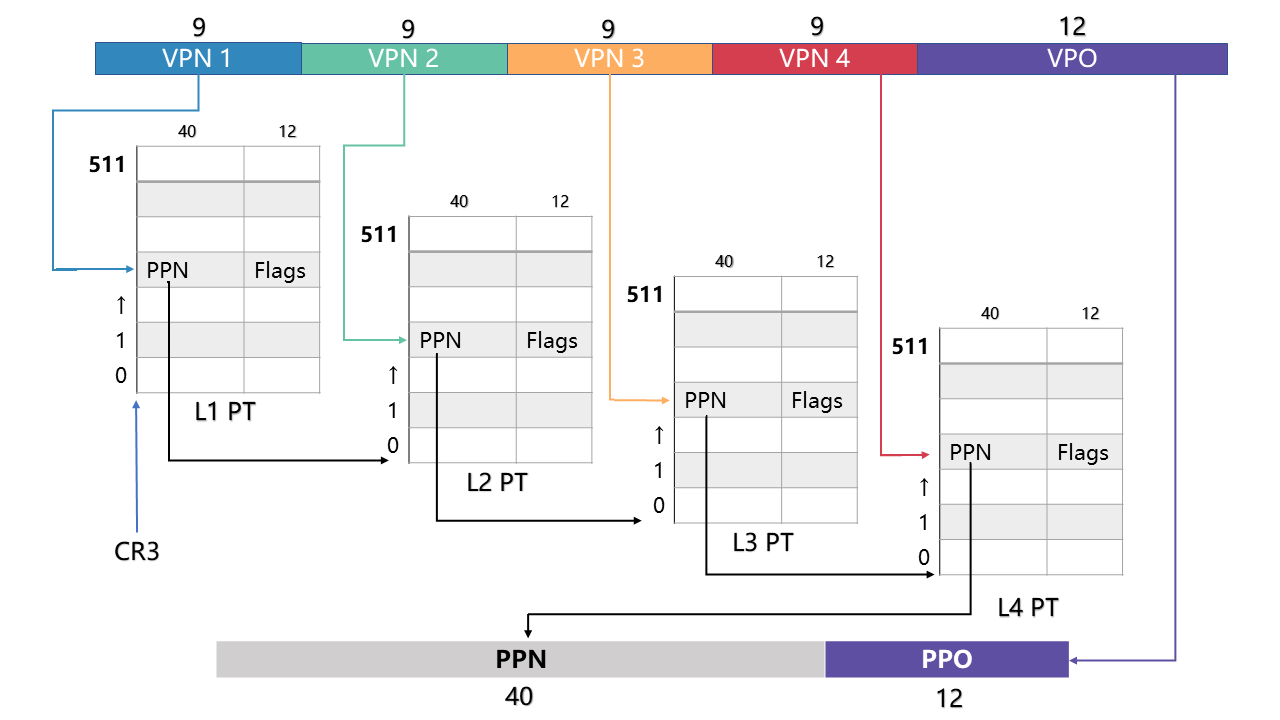 9 9 9 9 12
VPN 1 VPN 2 VPN 3 VPN 4 VPO
40 12
511
PPN Flags
↑
1
0
L1 PT
CR3
40 12
511
PPN Flags
↑
1
0
L2 PT
40 12
511
PPN Flags
↑
1
0
L3 PT
40 12
511
PPN Flags
↑
1
0
L4 PT
PPN PPO
40 12